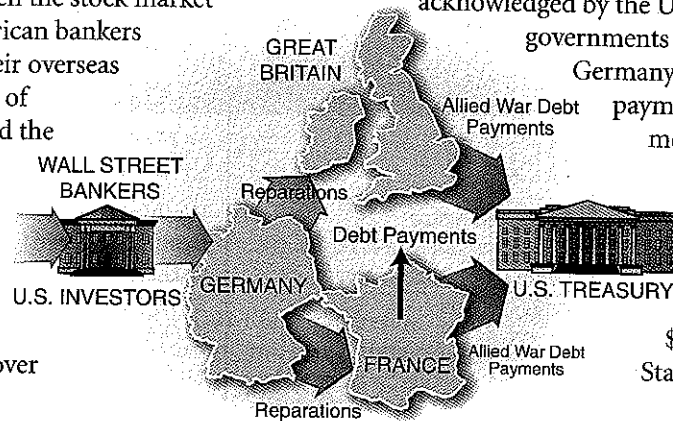 en the stock market
rican bankers
eir overseas
of
d the
acknowledged by the U
governments
Germany
paym
me
GREAT
BRITAIN
Allied War Debt
Payments
WALL STREET
BANKERS
Reparations
Debt Payments
U.S. INVESTORS
GERMANY
U.S. TREASURY
FRANCE
Allied War Debt
Payments
Reparations
over
$
Sta